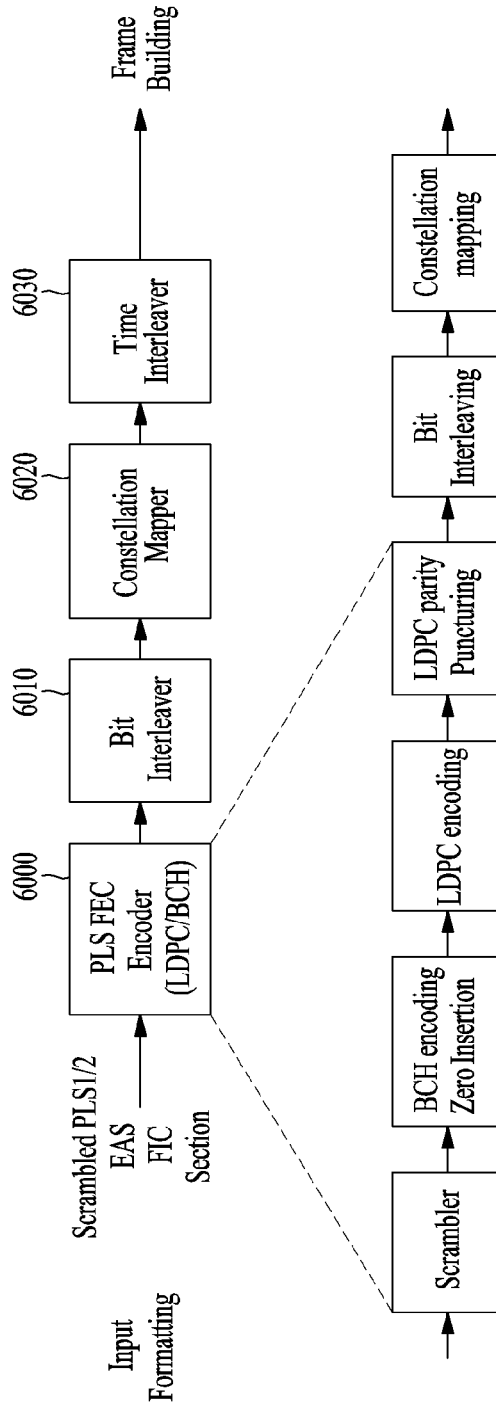 Input
Formatting
Scrambled PLS1/2
EAS
FIC
Section
6000
PLS FEC
Encoder
(LDPC/BCH)
6010
Bit
Interleaver
6020
Constellation
Mapper
6030
Time
Interleaver
Frame
Building
Scrambler
BCH encoding
Zero Insertion
LDPC encoding
LDPC parity
Puncturing
Bit
Interleaving
Constellation
mapping